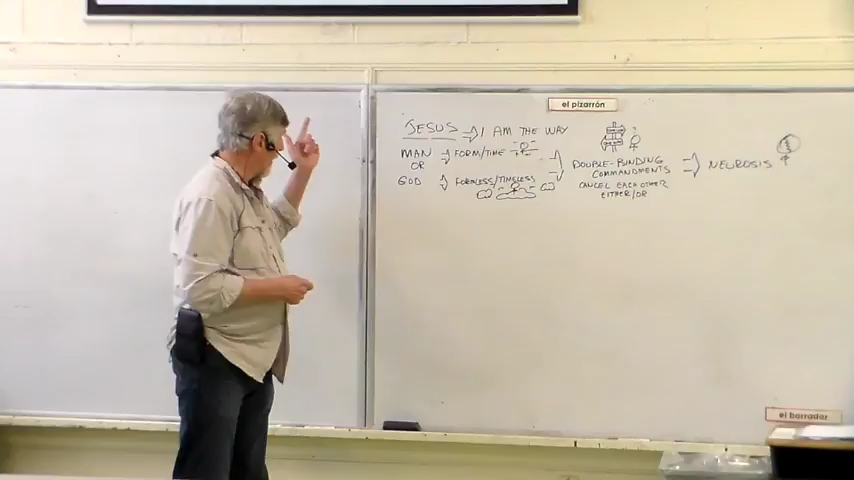 el pizarrón
JESUS ⇒ I AM THE WAY
MAN ⇒ FORM/TIME
OR
GOD ⇒ FORMLESS/TIMELESS
DOUBLE-BINDING
COMMANDMENTS
CANCEL EACH OTHER
EITHER/OR
⇒ NEUROSIS
el borrador